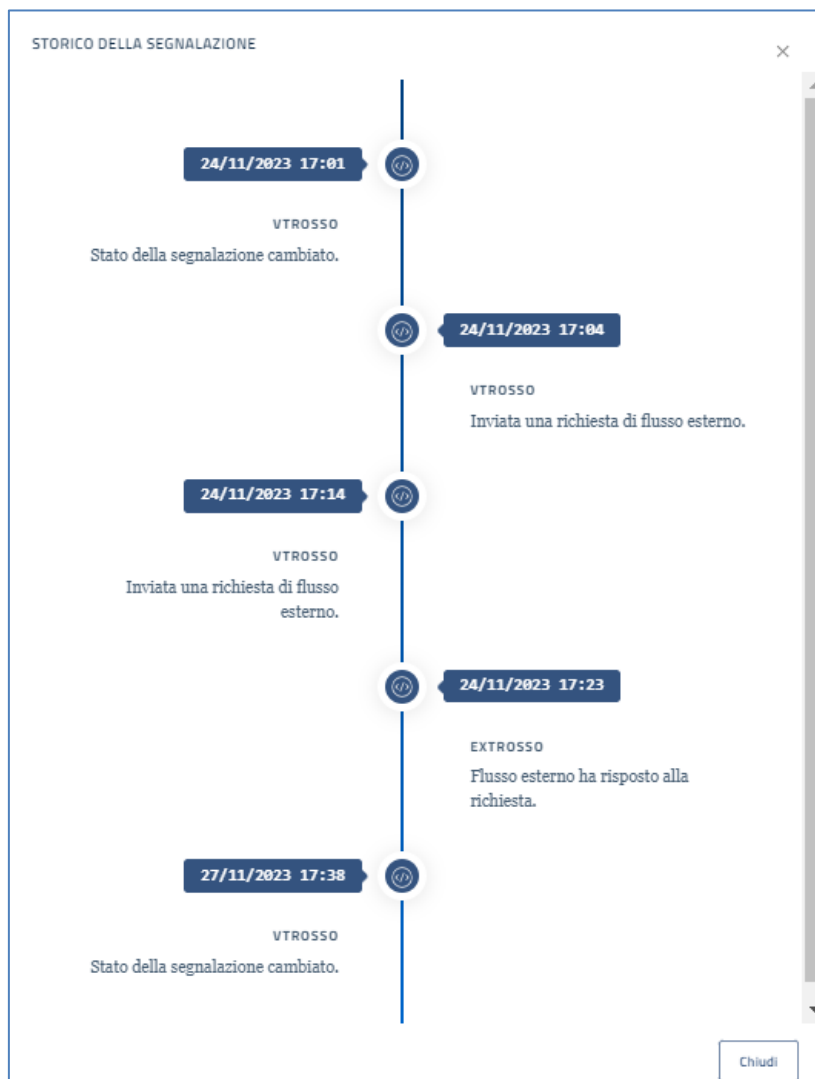 STORICO DELLA SEGNALAZIONE
24/11/2023 17:01
VTROSSO
Stato della segnalazione cambiato.
24/11/2023 17:04
VTROSSO
Inviata una richiesta di flusso esterno.
24/11/2023 17:14
VTROSSO
Inviata una richiesta di flusso
esterno.
24/11/2023 17:23
EXTROSSO
Flusso esterno ha risposto alla
richiesta.
27/11/2023 17:38
VTROSSO
Stato della segnalazione cambiato.
Chiudi